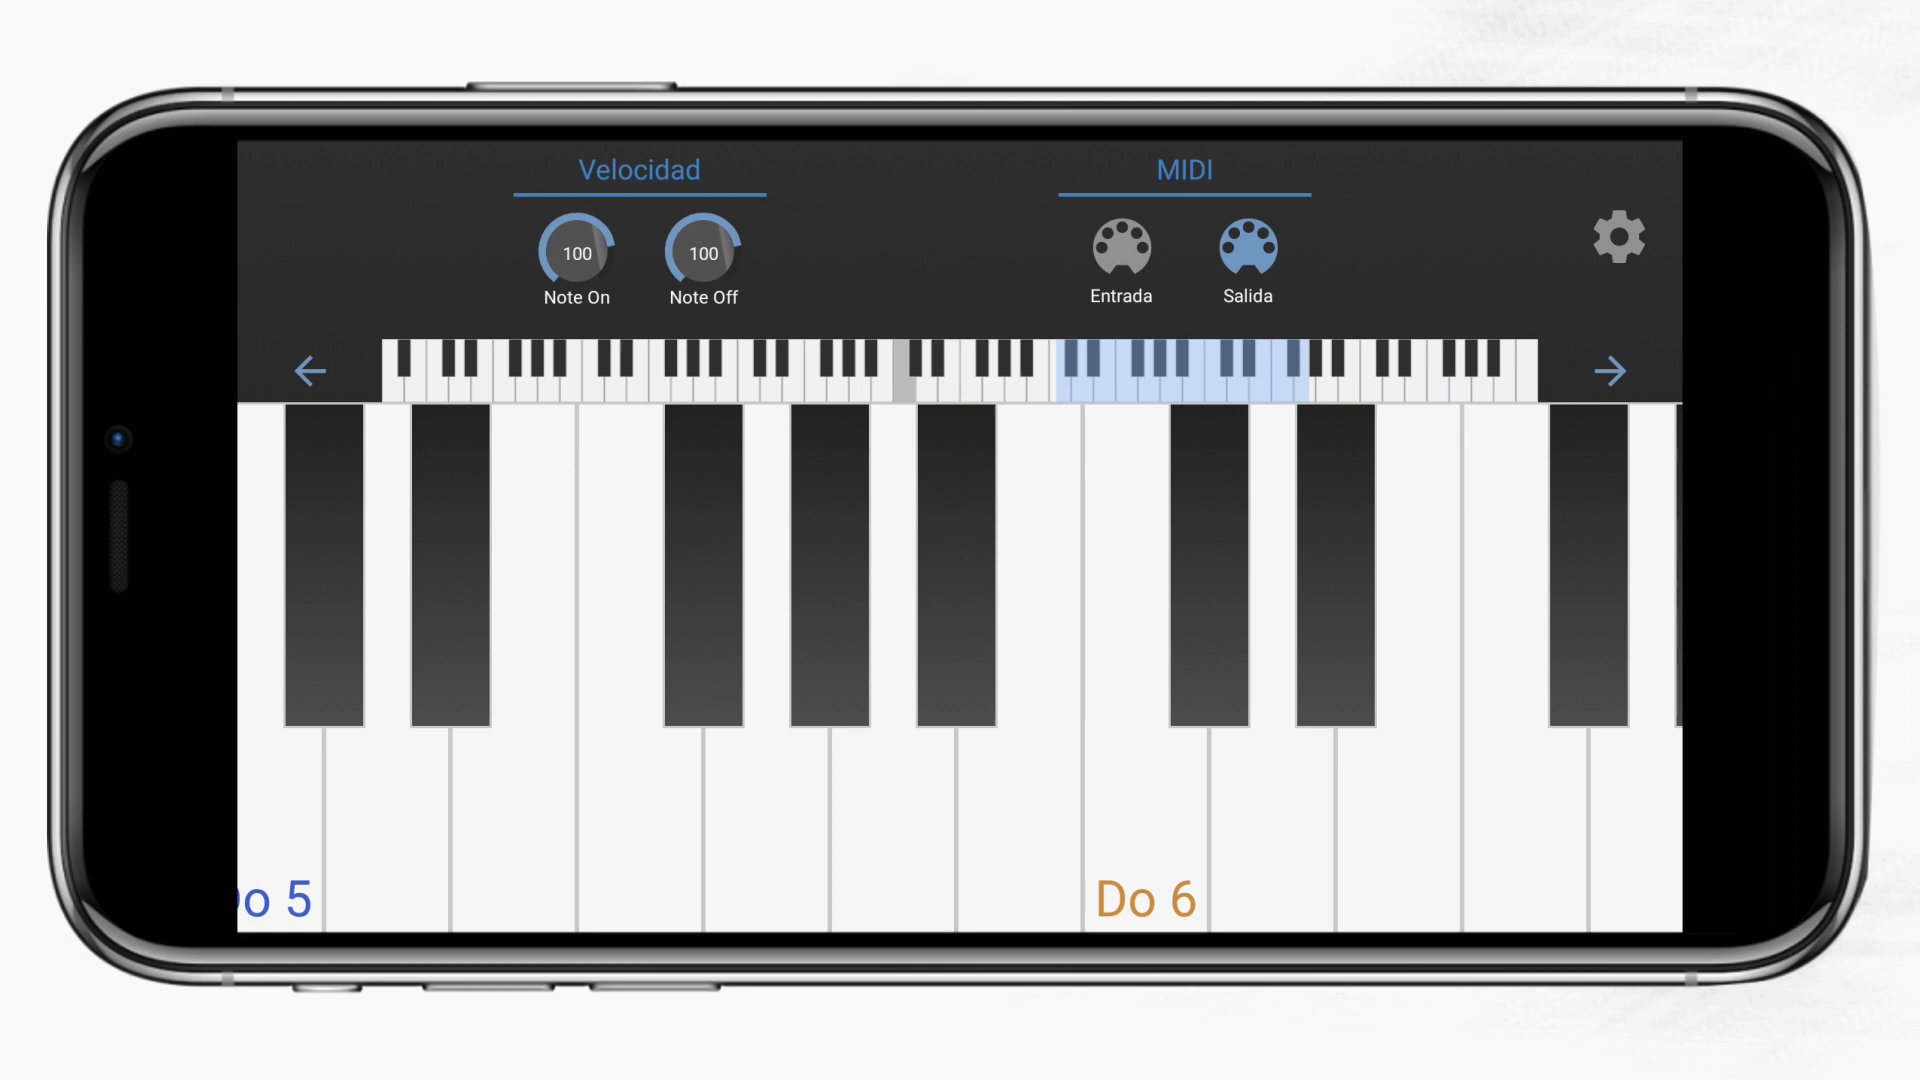 Velocidad
MIDI
100
100
Note On
Note Off
Entrada
Salida
o 5
Do 6